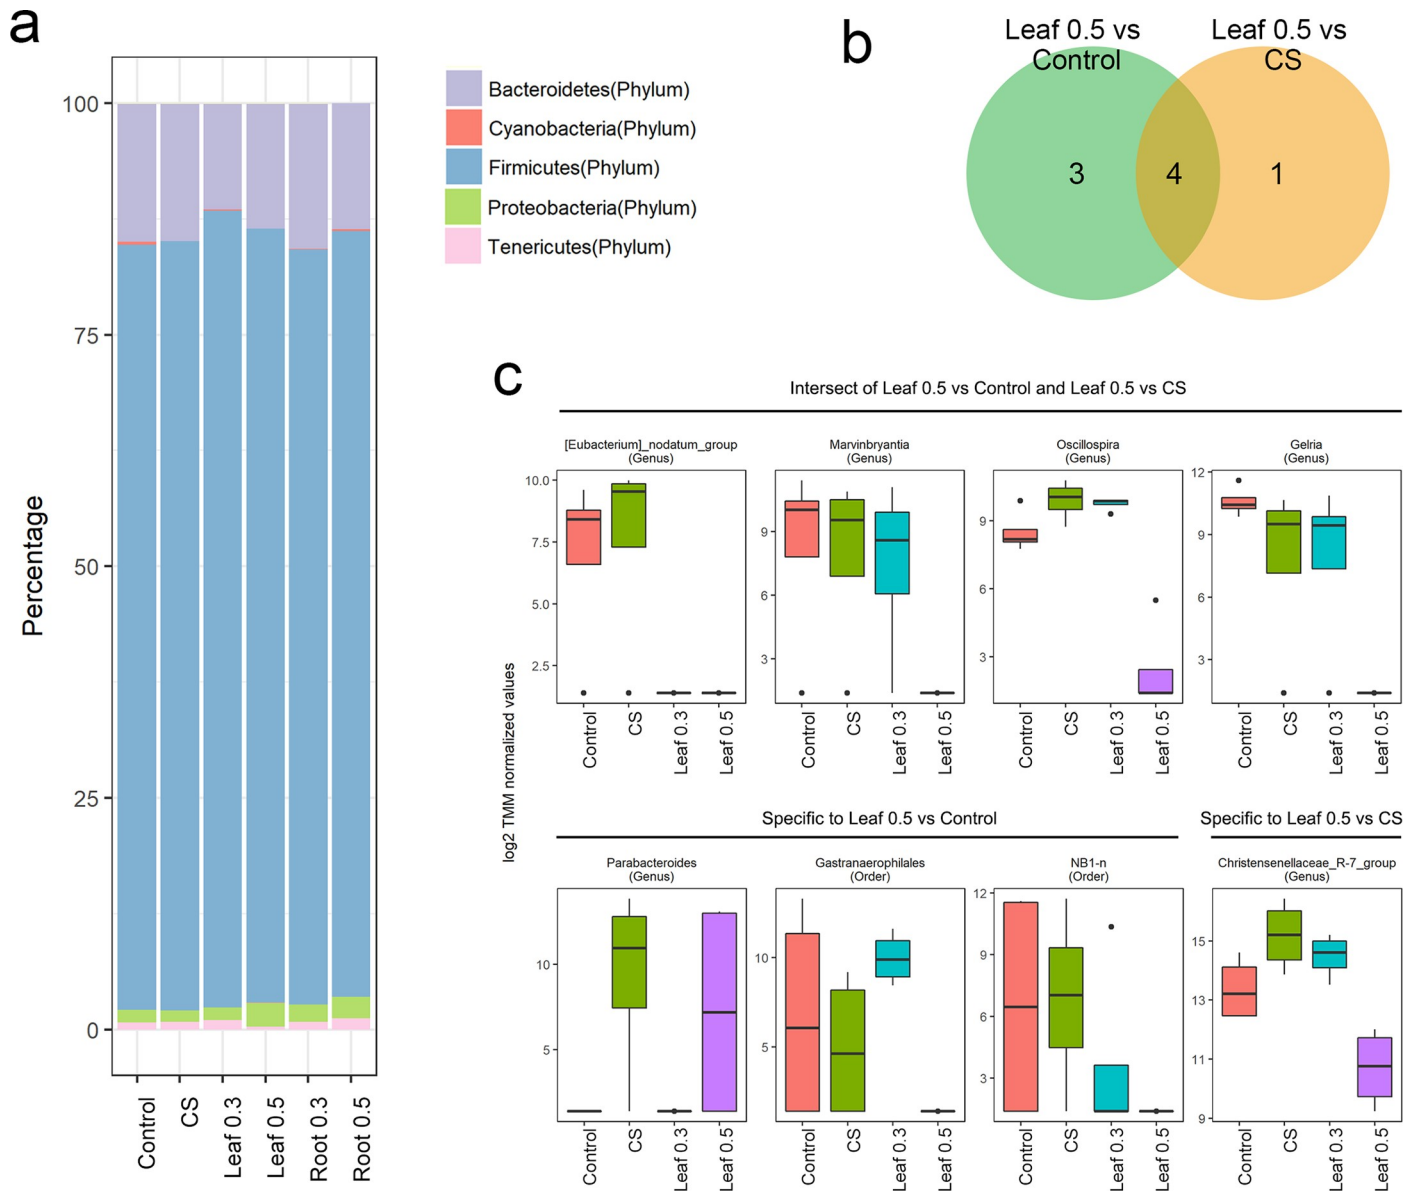 a
100
75
50
25
0
Percentage
Control
CS
Leaf 0.3
Leaf 0.5
Root 0.3
Root 0.5
Bacteroidetes(Phylum)
Cyanobacteria(Phylum)
Firmicutes(Phylum)
Proteobacteria(Phylum)
Tenericutes(Phylum)
b
Leaf 0.5 vs
Control
Leaf 0.5 vs
CS
3
4
1
c
Intersect of Leaf 0.5 vs Control and Leaf 0.5 vs CS
log2 TMM normalized values
[Eubacterium]_nodatum_group
(Genus)
10.0
7.5
5.0
2.5
Control
CS
Leaf 0.3
Leaf 0.5
Marvinbryantia
(Genus)
9
6
3
Control
CS
Leaf 0.3
Leaf 0.5
Oscillospira
(Genus)
9
6
3
Control
CS
Leaf 0.3
Leaf 0.5
Gelria
(Genus)
12
9
6
3
Control
CS
Leaf 0.3
Leaf 0.5
Specific to Leaf 0.5 vs Control
Specific to Leaf 0.5 vs CS
Parabacteroides
(Genus)
10
5
Control
CS
Leaf 0.3
Leaf 0.5
Gastranaerophilales
(Order)
10
5
Control
CS
Leaf 0.3
Leaf 0.5
NB1-n
(Order)
12
9
6
3
Control
CS
Leaf 0.3
Leaf 0.5
Christensenellaceae_R-7_group
(Genus)
15
13
11
9
Control
CS
Leaf 0.3
Leaf 0.5